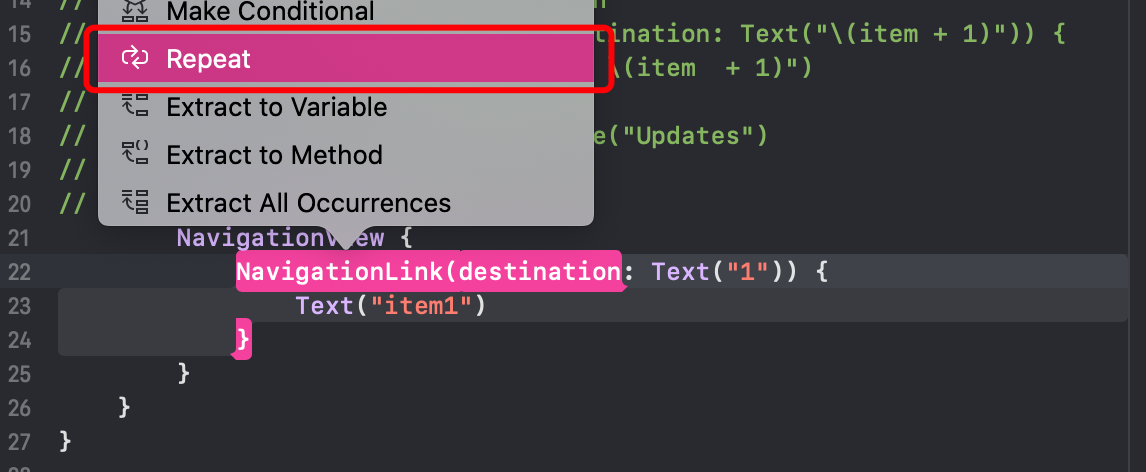 14 //
Make Conditional
15 // tination: Text("\(item + 1)")) {
Repeat
16 // \(item  + 1)")
17 //
Extract to Variable
18 // e("Updates")
Extract to Method
19 //
20 //
Extract All Occurrences
21 NavigationView {
22 NavigationLink(destination: Text("1")) {
23 Text("item1")
24 }
25 }
26 }
27 }